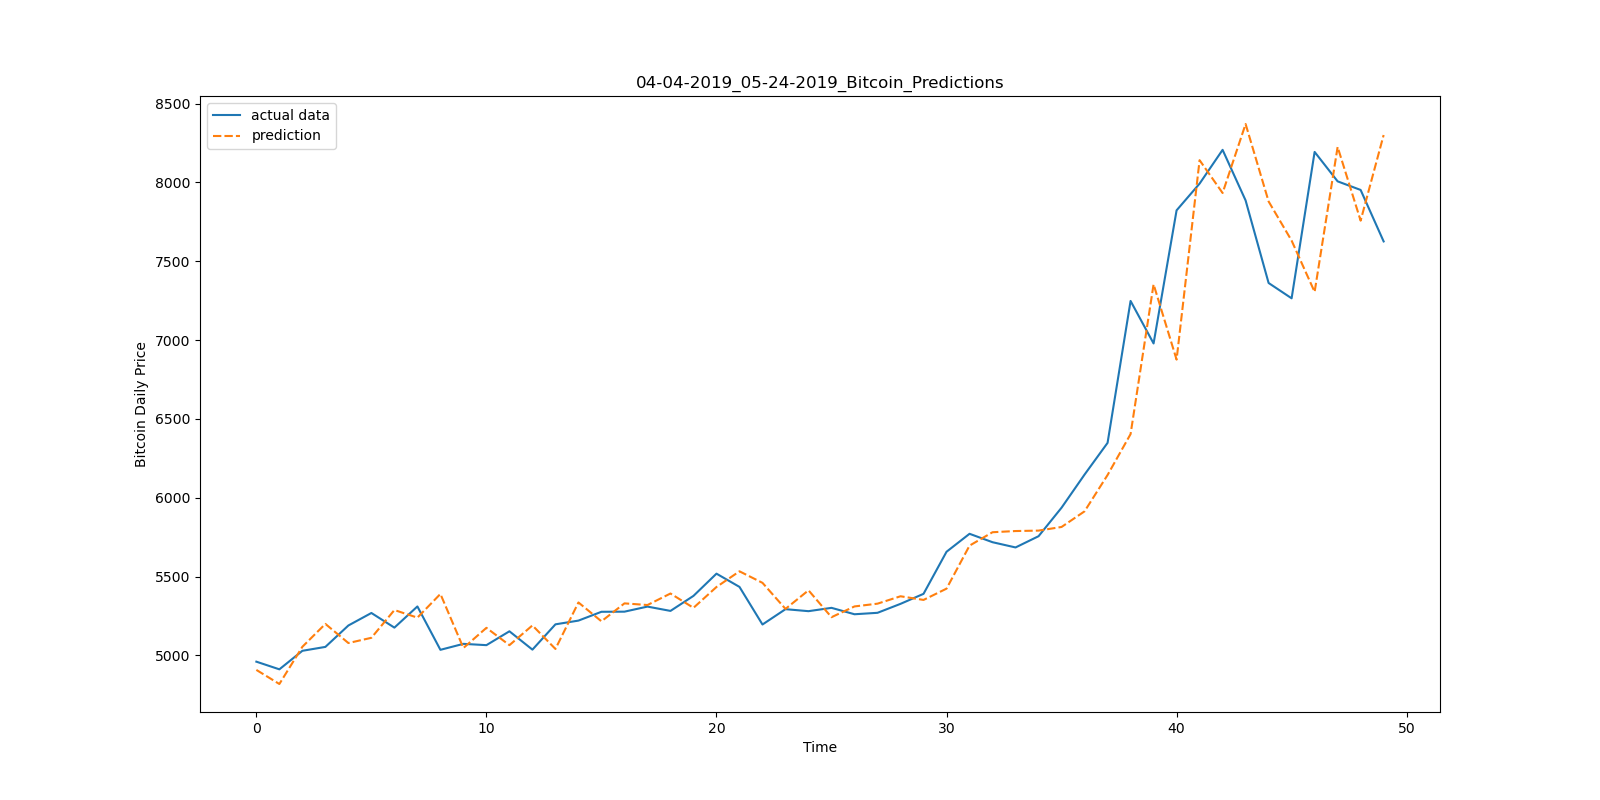 04-04-2019_05-24-2019_Bitcoin_Predictions
actual data
prediction
8500
8000
7500
7000
6500
6000
5500
5000
Bitcoin Daily Price
0 10 20 30 40 50
Time